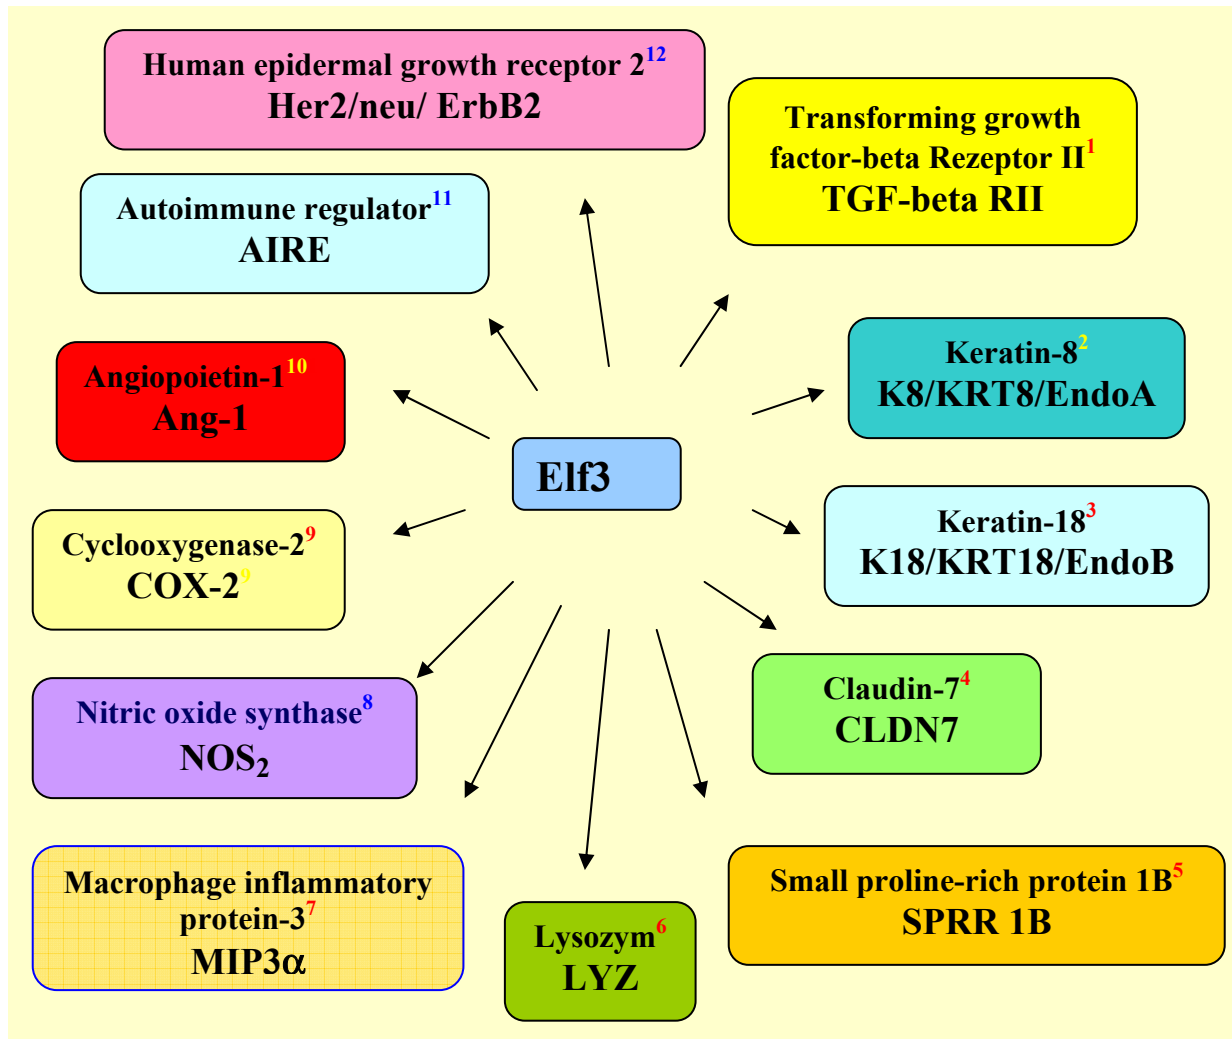 Human epidermal growth receptor 2¹²
Her2/neu/ ErbB2
Transforming growth
factor-beta Rezeptor II¹
TGF-beta RII
Autoimmune regulator¹¹
AIRE
Angiopoietin-1¹⁰
Ang-1
Keratin-8²
K8/KRT8/EndoA
Elf3
Cyclooxygenase-2⁹
COX-2⁹
Keratin-18³
K18/KRT18/EndoB
Nitric oxide synthase⁸
NOS₂
Claudin-7⁴
CLDN7
Macrophage inflammatory
protein-3⁷
MIP3α
Lysozym⁶
LYZ
Small proline-rich protein 1B⁵
SPRR 1B